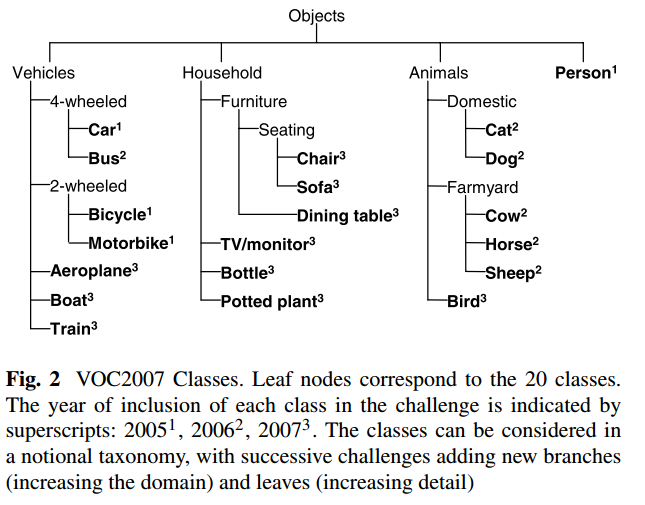 Objects
Vehicles
4-wheeled
Car¹
Bus²
2-wheeled
Bicycle¹
Motorbike¹
Aeroplane³
Boat³
Train³
Household
Furniture
Seating
Chair³
Sofa³
Dining table³
TV/monitor³
Bottle³
Potted plant³
Animals
Domestic
Cat²
Dog²
Farmyard
Cow²
Horse²
Sheep²
Bird³
Person¹
Fig. 2 VOC2007 Classes. Leaf nodes correspond to the 20 classes.
The year of inclusion of each class in the challenge is indicated by
superscripts: 2005¹, 2006², 2007³. The classes can be considered in
a notional taxonomy, with successive challenges adding new branches
(increasing the domain) and leaves (increasing detail)